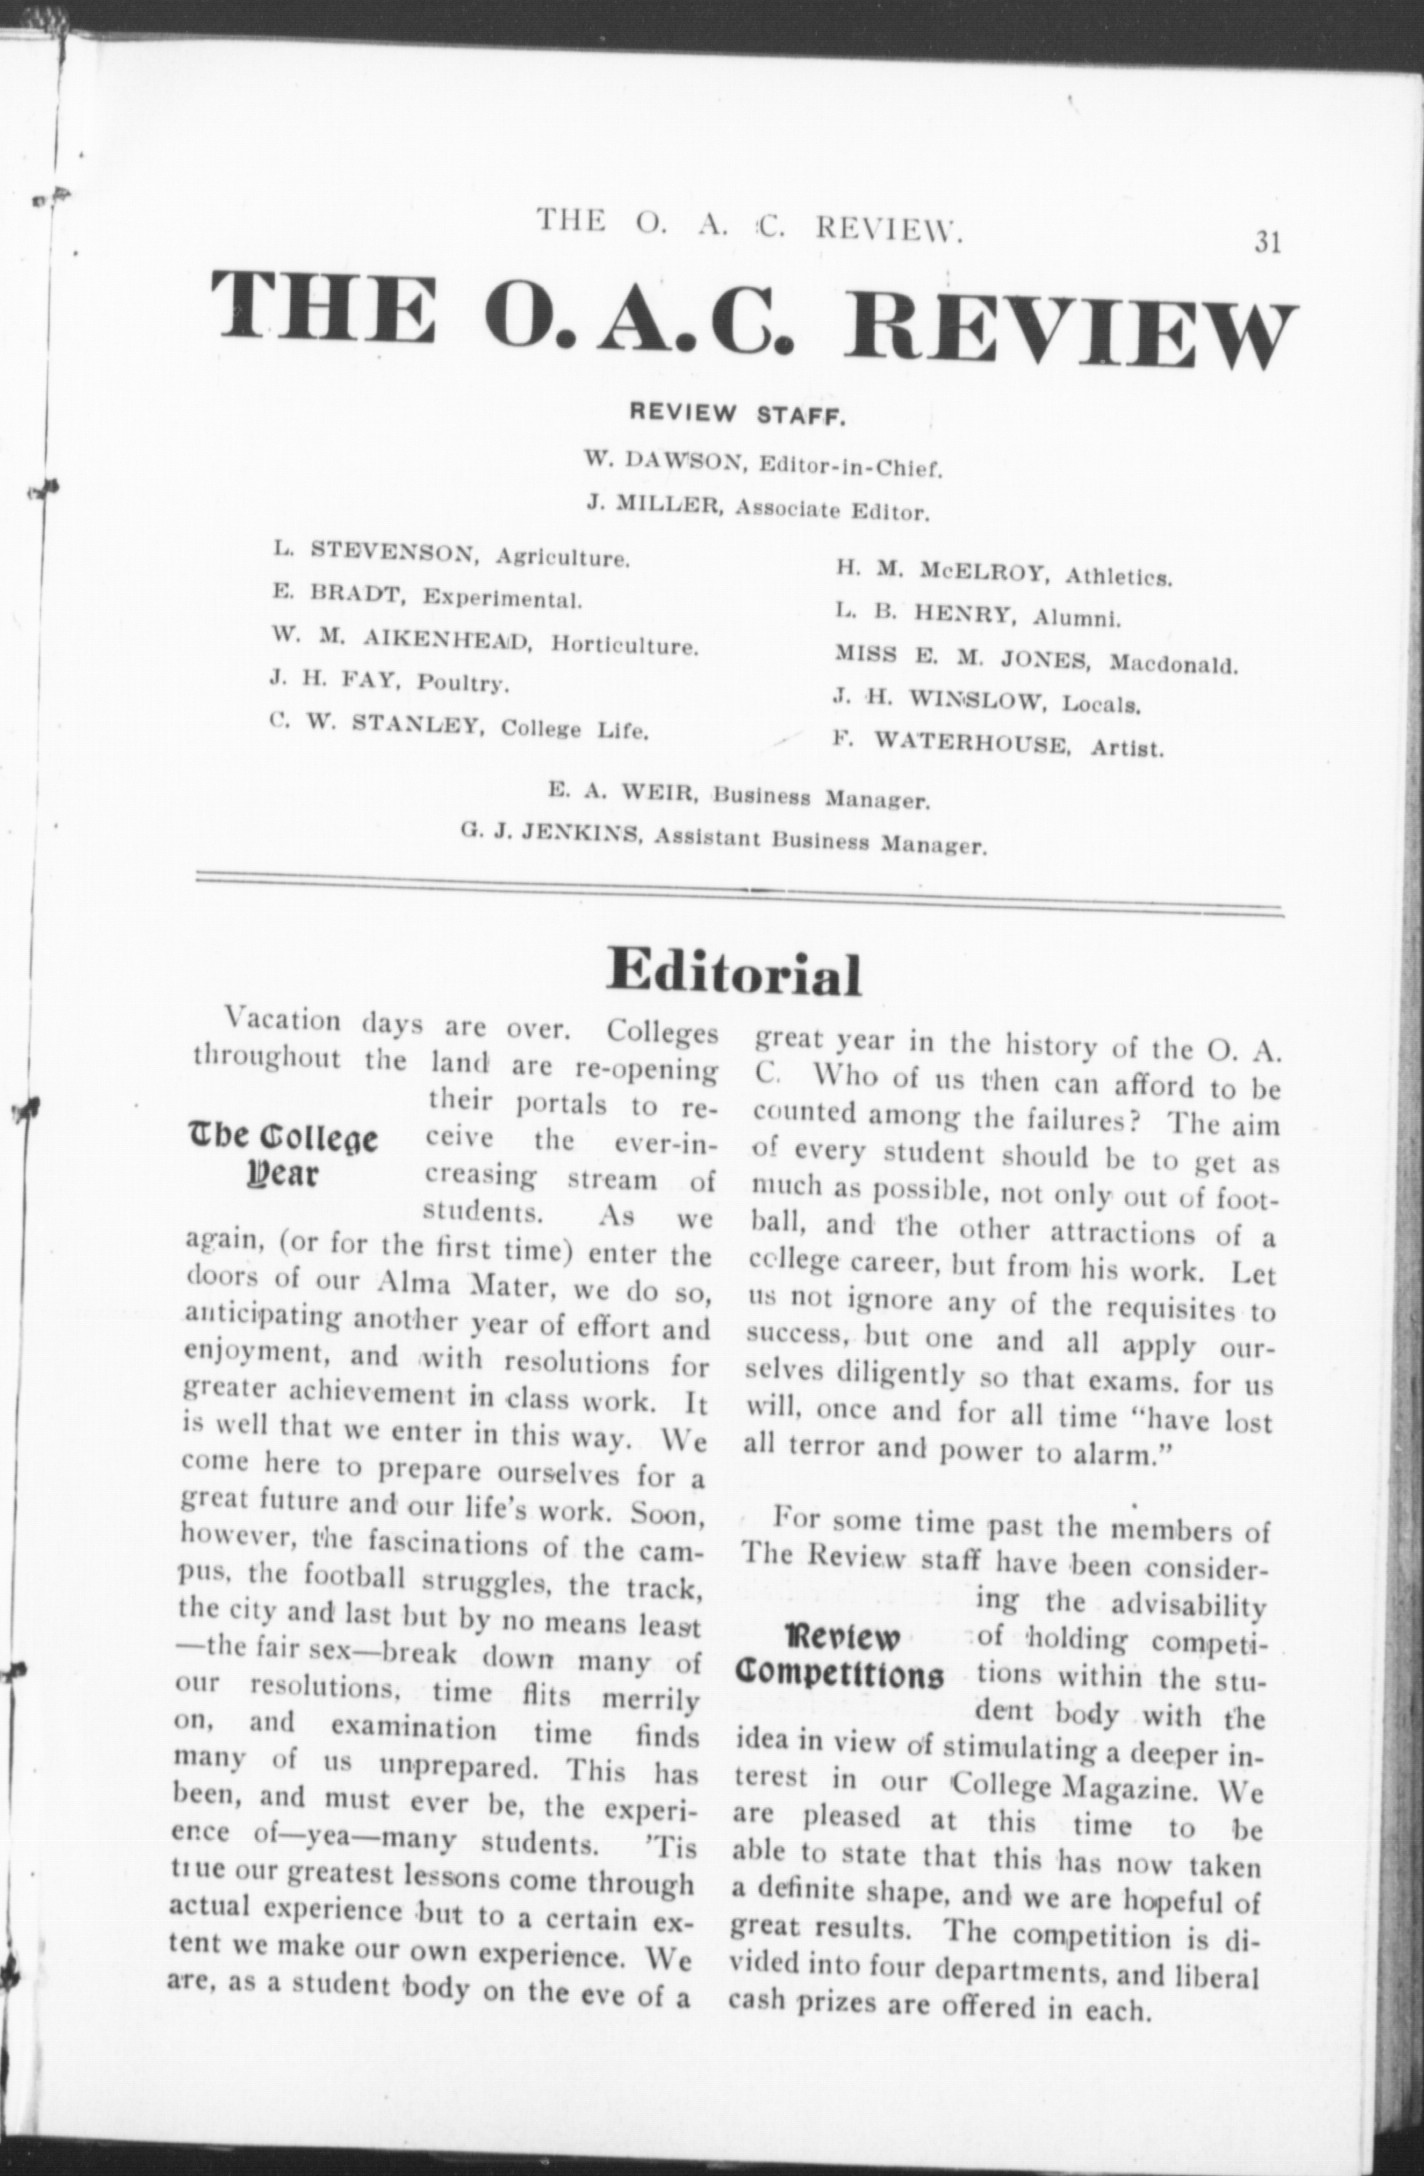 THE O. A. C. REVIEW. 31
THE O. A. C. REVIEW
REVIEW STAFF.
W. DAWSON, Editor-in-Chief.
J. MILLER, Associate Editor.
L. STEVENSON, Agriculture.
E. BRADT, Experimental.
W. M. AIKENHEAD, Horticulture.
J. H. FAY, Poultry.
C. W. STANLEY, College Life.
H. M. McELROY, Athletics.
L. B. HENRY, Alumni.
MISS E. M. JONES, Macdonald.
J. H. WINSLOW, Locals.
F. WATERHOUSE, Artist.
E. A. WEIR, Business Manager.
G. J. JENKINS, Assistant Business Manager.
Editorial
Vacation days are over. Colleges
throughout the land are re-opening
their portals to re-
The College
Year
ceive the ever-in-
creasing stream of
students. As we
again, (or for the first time) enter the
doors of our Alma Mater, we do so,
anticipating another year of effort and
enjoyment, and with resolutions for
greater achievement in class work. It
is well that we enter in this way. We
come here to prepare ourselves for a
great future and our life's work. Soon,
however, the fascinations of the cam-
pus, the football struggles, the track,
the city and last but by no means least
—the fair sex—break down many of
our resolutions, time flits merrily
on, and examination time finds
many of us unprepared. This has
been, and must ever be, the experi-
ence of—yea—many students. 'Tis
true our greatest lessons come through
actual experience but to a certain ex-
tent we make our own experience. We
are, as a student body on the eve of a
great year in the history of the O. A.
C. Who of us then can afford to be
counted among the failures? The aim
of every student should be to get as
much as possible, not only out of foot-
ball, and the other attractions of a
college career, but from his work. Let
us not ignore any of the requisites to
success, but one and all apply our-
selves diligently so that exams. for us
will, once and for all time "have lost
all terror and power to alarm."
For some time past the members of
The Review staff have been consider-
ing the advisability
Review
Competitions
of holding competi-
tions within the stu-
dent body with the
idea in view of stimulating a deeper in-
terest in our College Magazine. We
are pleased at this time to be
able to state that this has now taken
a definite shape, and we are hopeful of
great results. The competition is di-
vided into four departments, and liberal
cash prizes are offered in each.